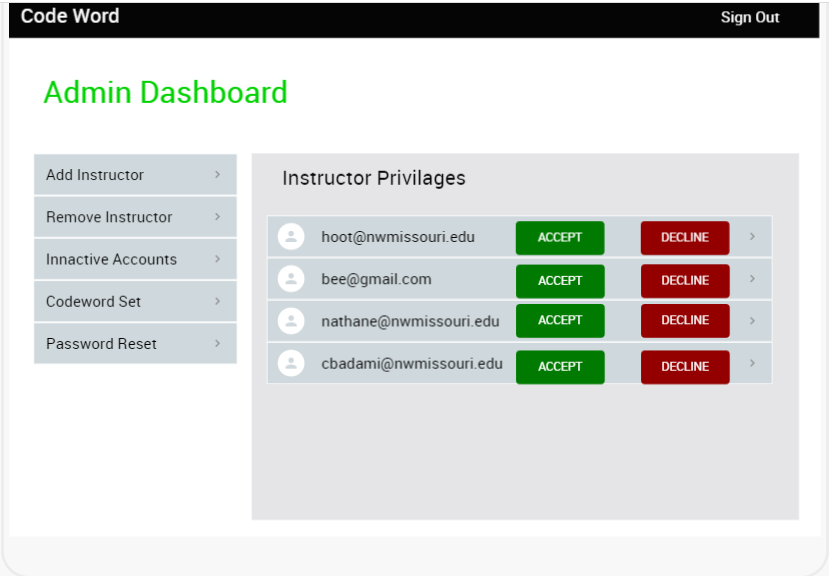 Code Word Sign Out
Admin Dashboard
Add Instructor
Remove Instructor
Innactive Accounts
Codeword Set
Password Reset
Instructor Privilages
hoot@nwmissouri.edu ACCEPT DECLINE
bee@gmail.com ACCEPT DECLINE
nathane@nwmissouri.edu ACCEPT DECLINE
cbadami@nwmissouri.edu ACCEPT DECLINE